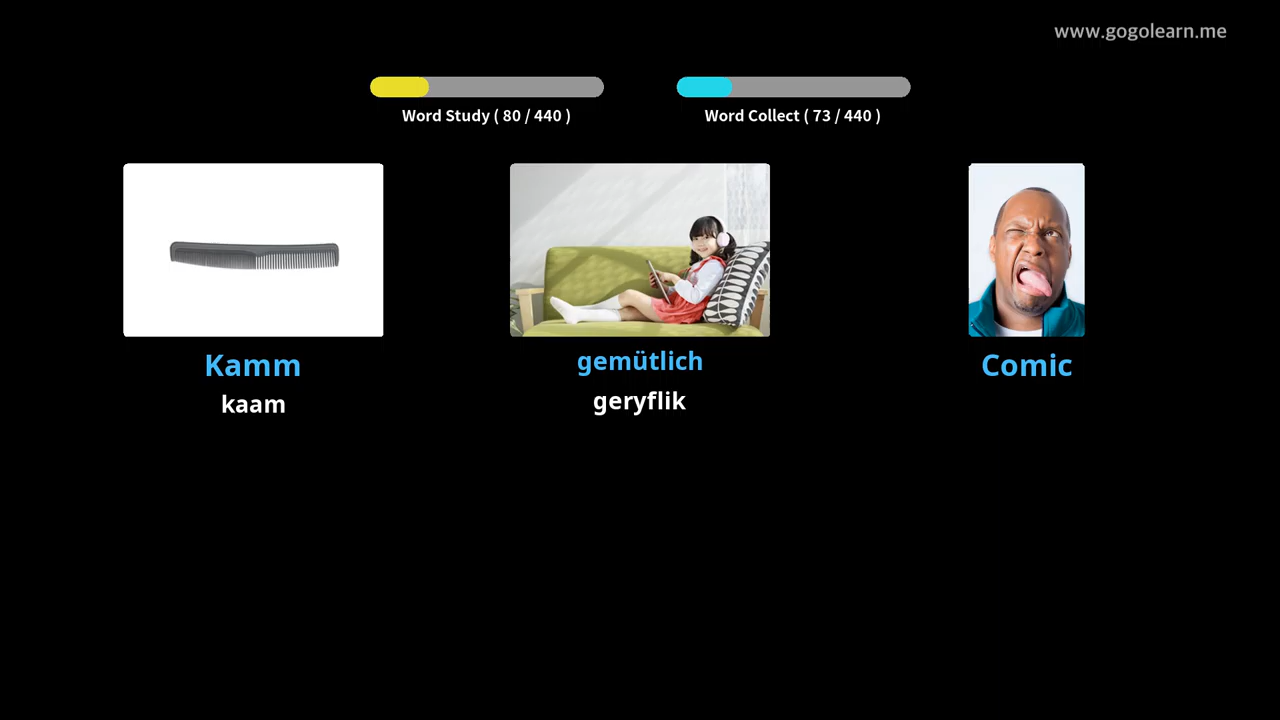 www.gogolearn.me
Word Study ( 80 / 440 )
Word Collect ( 73 / 440 )
Kamm
kaam
gemütlich
geryflik
Comic